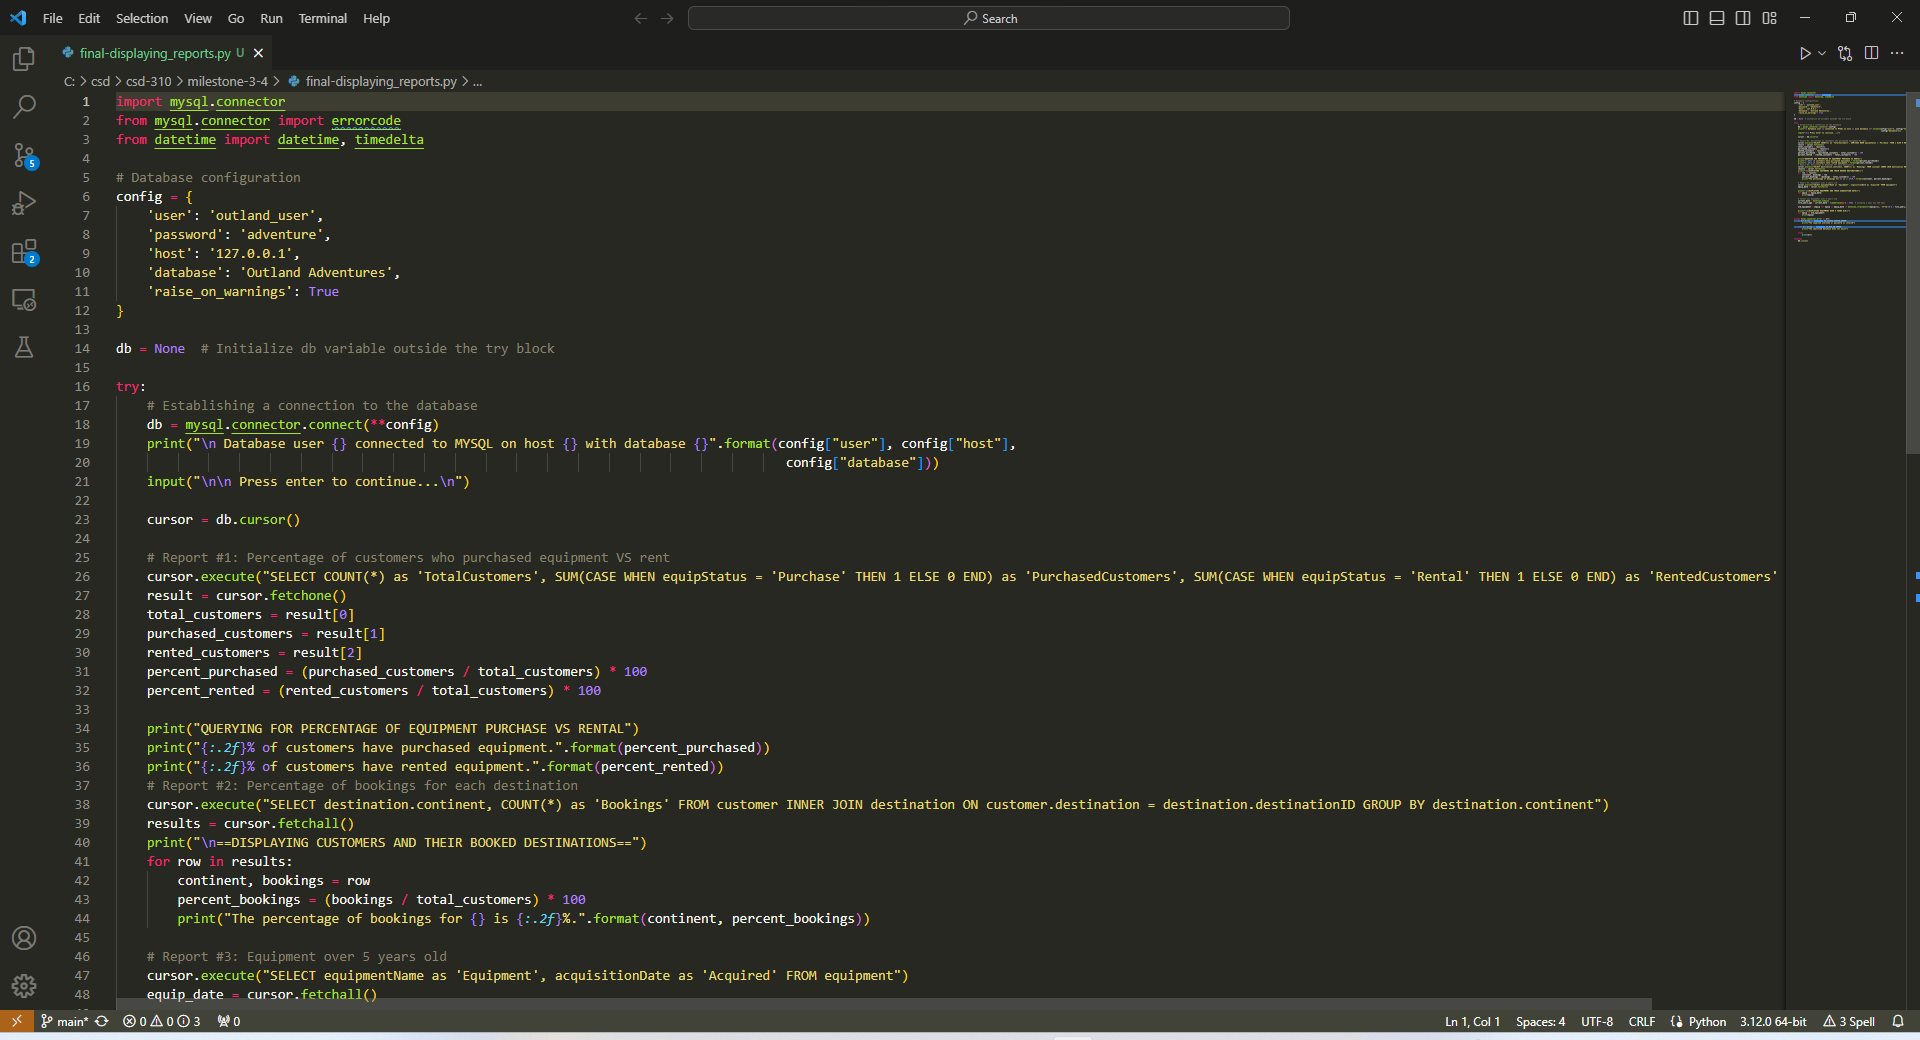 File Edit Selection View Go Run Terminal Help
Search
final-displaying_reports.py U
C: > csd > csd-310 > milestone-3-4 > final-displaying_reports.py > ...
1 import mysql.connector
2 from mysql.connector import errorcode
3 from datetime import datetime, timedelta
4
5 # Database configuration
6 config = {
7 'user': 'outland_user',
8 'password': 'adventure',
9 'host': '127.0.0.1',
10 'database': 'Outland Adventures',
11 'raise_on_warnings': True
12 }
13
14 db = None # Initialize db variable outside the try block
15
16 try:
17 # Establishing a connection to the database
18 db = mysql.connector.connect(**config)
19 print("\n Database user {} connected to MYSQL on host {} with database {}".format(config["user"], config["host"],
20 config["database"]))
21 input("\n\n Press enter to continue...\n")
22
23 cursor = db.cursor()
24
25 # Report #1: Percentage of customers who purchased equipment VS rent
26 cursor.execute("SELECT COUNT(*) as 'TotalCustomers', SUM(CASE WHEN equipStatus = 'Purchase' THEN 1 ELSE 0 END) as 'PurchasedCustomers', SUM(CASE WHEN equipStatus = 'Rental' THEN 1 ELSE 0 END) as 'RentedCustomers'
27 result = cursor.fetchone()
28 total_customers = result[0]
29 purchased_customers = result[1]
30 rented_customers = result[2]
31 percent_purchased = (purchased_customers / total_customers) * 100
32 percent_rented = (rented_customers / total_customers) * 100
33
34 print("QUERYING FOR PERCENTAGE OF EQUIPMENT PURCHASE VS RENTAL")
35 print("{:.2f}% of customers have purchased equipment.".format(percent_purchased))
36 print("{:.2f}% of customers have rented equipment.".format(percent_rented))
37 # Report #2: Percentage of bookings for each destination
38 cursor.execute("SELECT destination.continent, COUNT(*) as 'Bookings' FROM customer INNER JOIN destination ON customer.destination = destination.destinationID GROUP BY destination.continent")
39 results = cursor.fetchall()
40 print("\n==DISPLAYING CUSTOMERS AND THEIR BOOKED DESTINATIONS==")
41 for row in results:
42 continent, bookings = row
43 percent_bookings = (bookings / total_customers) * 100
44 print("The percentage of bookings for {} is {:.2f}%.".format(continent, percent_bookings))
45
46 # Report #3: Equipment over 5 years old
47 cursor.execute("SELECT equipmentName as 'Equipment', acquisitionDate as 'Acquired' FROM equipment")
48 equip_date = cursor.fetchall()
5
2
main* 0 0 3 0 Ln 1, Col 1 Spaces: 4 UTF-8 CRLF Python 3.12.0 64-bit 3 Spell